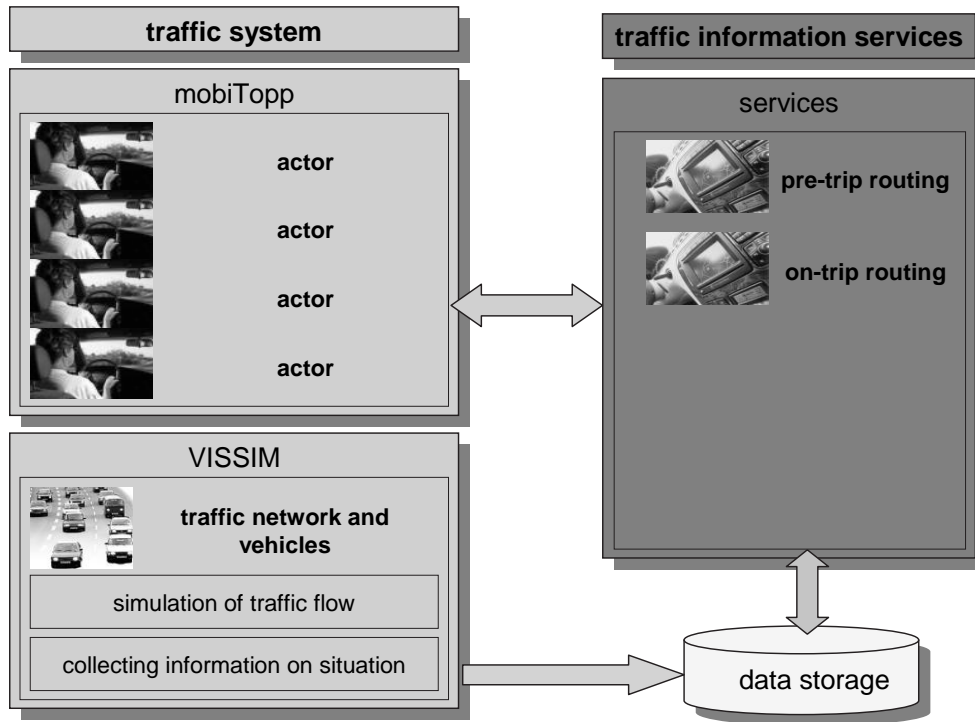 traffic system
mobiTopp
actor
actor
actor
actor
VISSIM
traffic network and
vehicles
simulation of traffic flow
collecting information on situation
traffic information services
services
pre-trip routing
on-trip routing
data storage